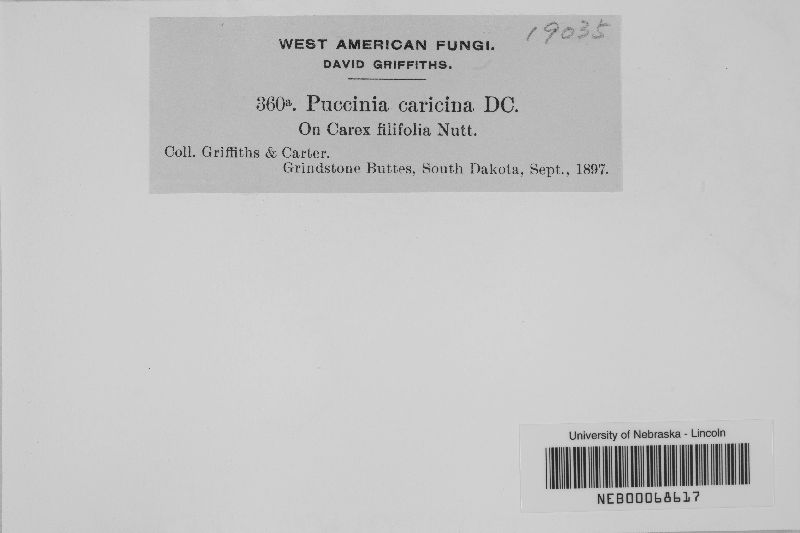 19035
WEST AMERICAN FUNGI.
DAVID GRIFFITHS.
360ª. Puccinia caricina DC.
On Carex filifolia Nutt.
Coll. Griffiths & Carter.
Grindstone Buttes, South Dakota, Sept., 1897.
University of Nebraska - Lincoln
NEB00068617